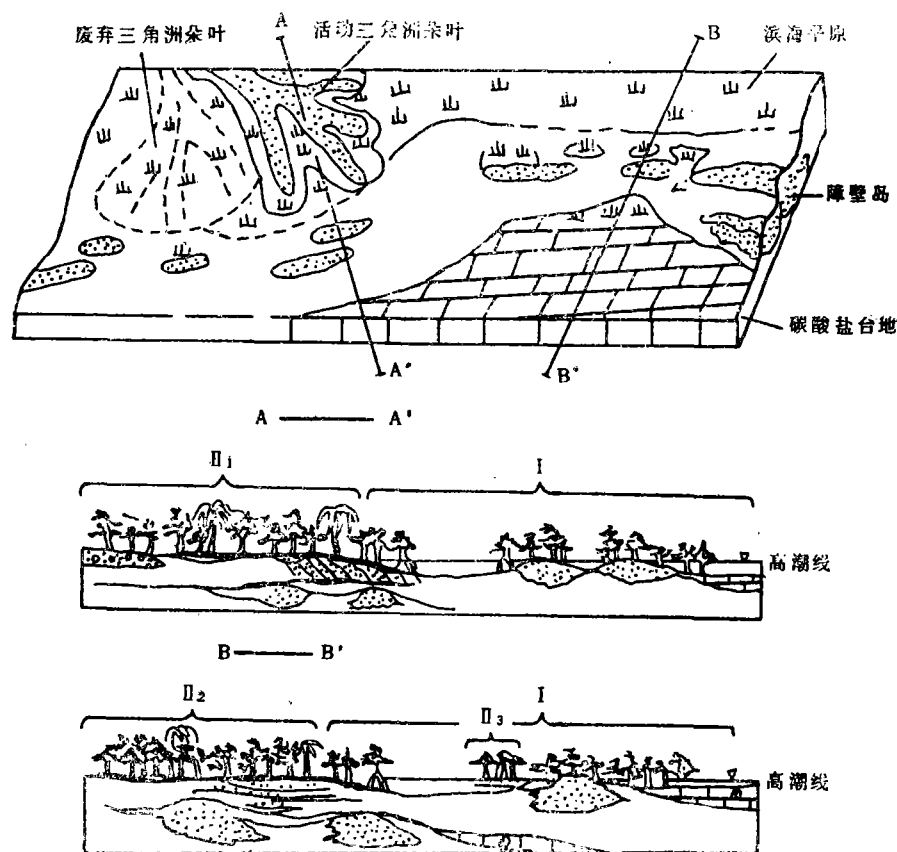 废弃三角洲朵叶
A
活动三角洲朵叶
B
滨海平原
障壁岛
碳酸盐台地
A'
B'
A —— A'
II₁
I
高潮线
B —— B'
II₂
I
II₃
高潮线